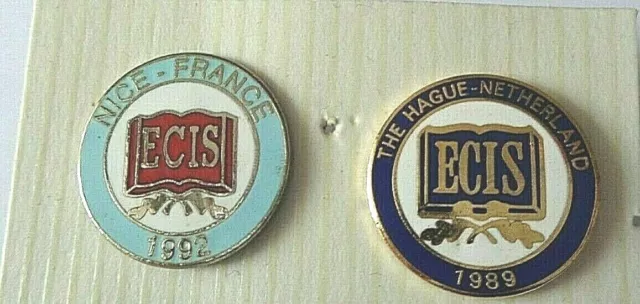 NICE - FRANCE
ECIS
1992
THE HAGUE - NETHERLAND
ECIS
1989